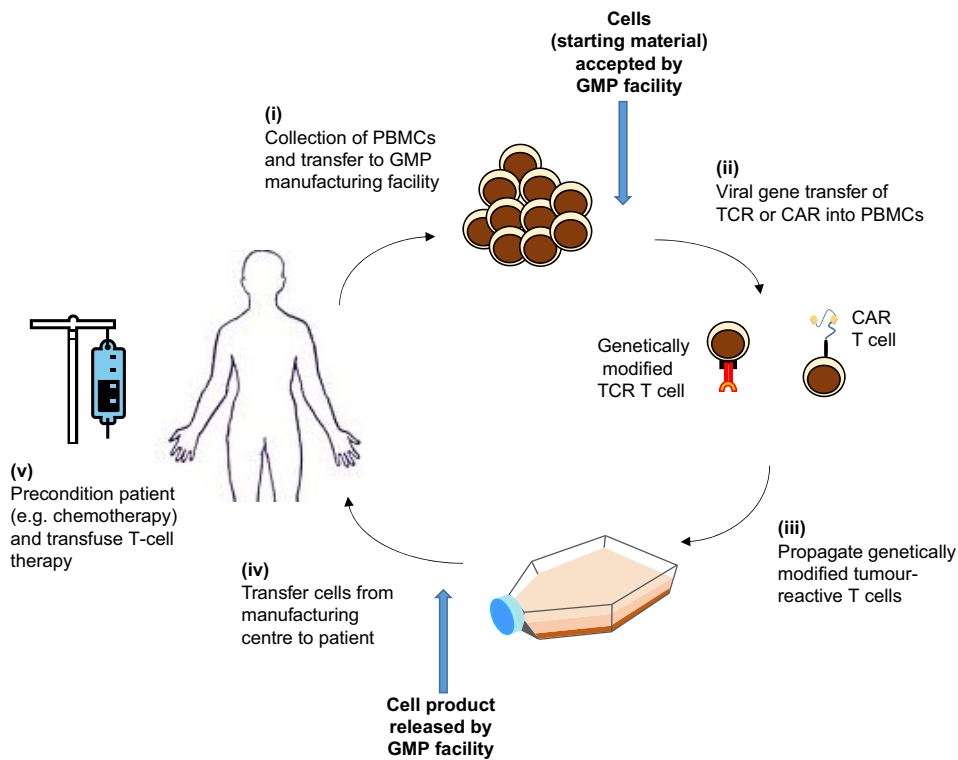 Cells
(starting material)
accepted by
GMP facility
(i)
Collection of PBMCs
and transfer to GMP
manufacturing facility
(ii)
Viral gene transfer of
TCR or CAR into PBMCs
Genetically
modified
TCR T cell
CAR
T cell
(iii)
Propagate genetically
modified tumour-
reactive T cells
(iv)
Transfer cells from
manufacturing
centre to patient
Cell product
released by
GMP facility
(v)
Precondition patient
(e.g. chemotherapy)
and transfuse T-cell
therapy